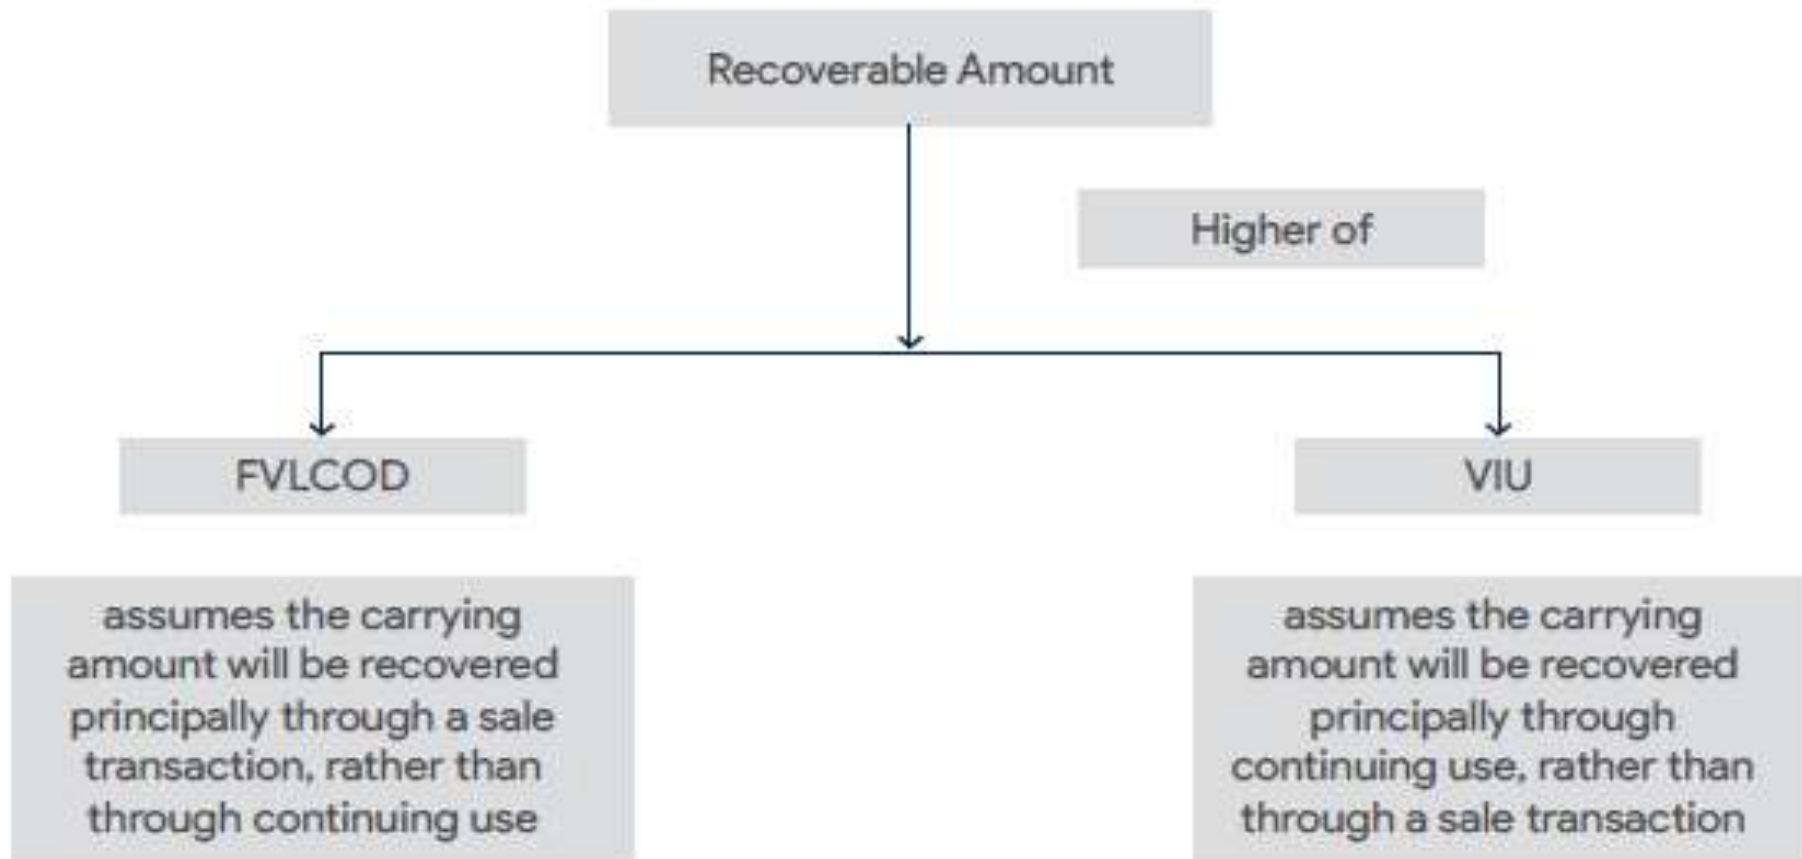 Recoverable Amount
Higher of
FVLCOD
VIU
assumes the carrying
amount will be recovered
principally through a sale
transaction, rather than
through continuing use
assumes the carrying
amount will be recovered
principally through
continuing use, rather than
through a sale transaction